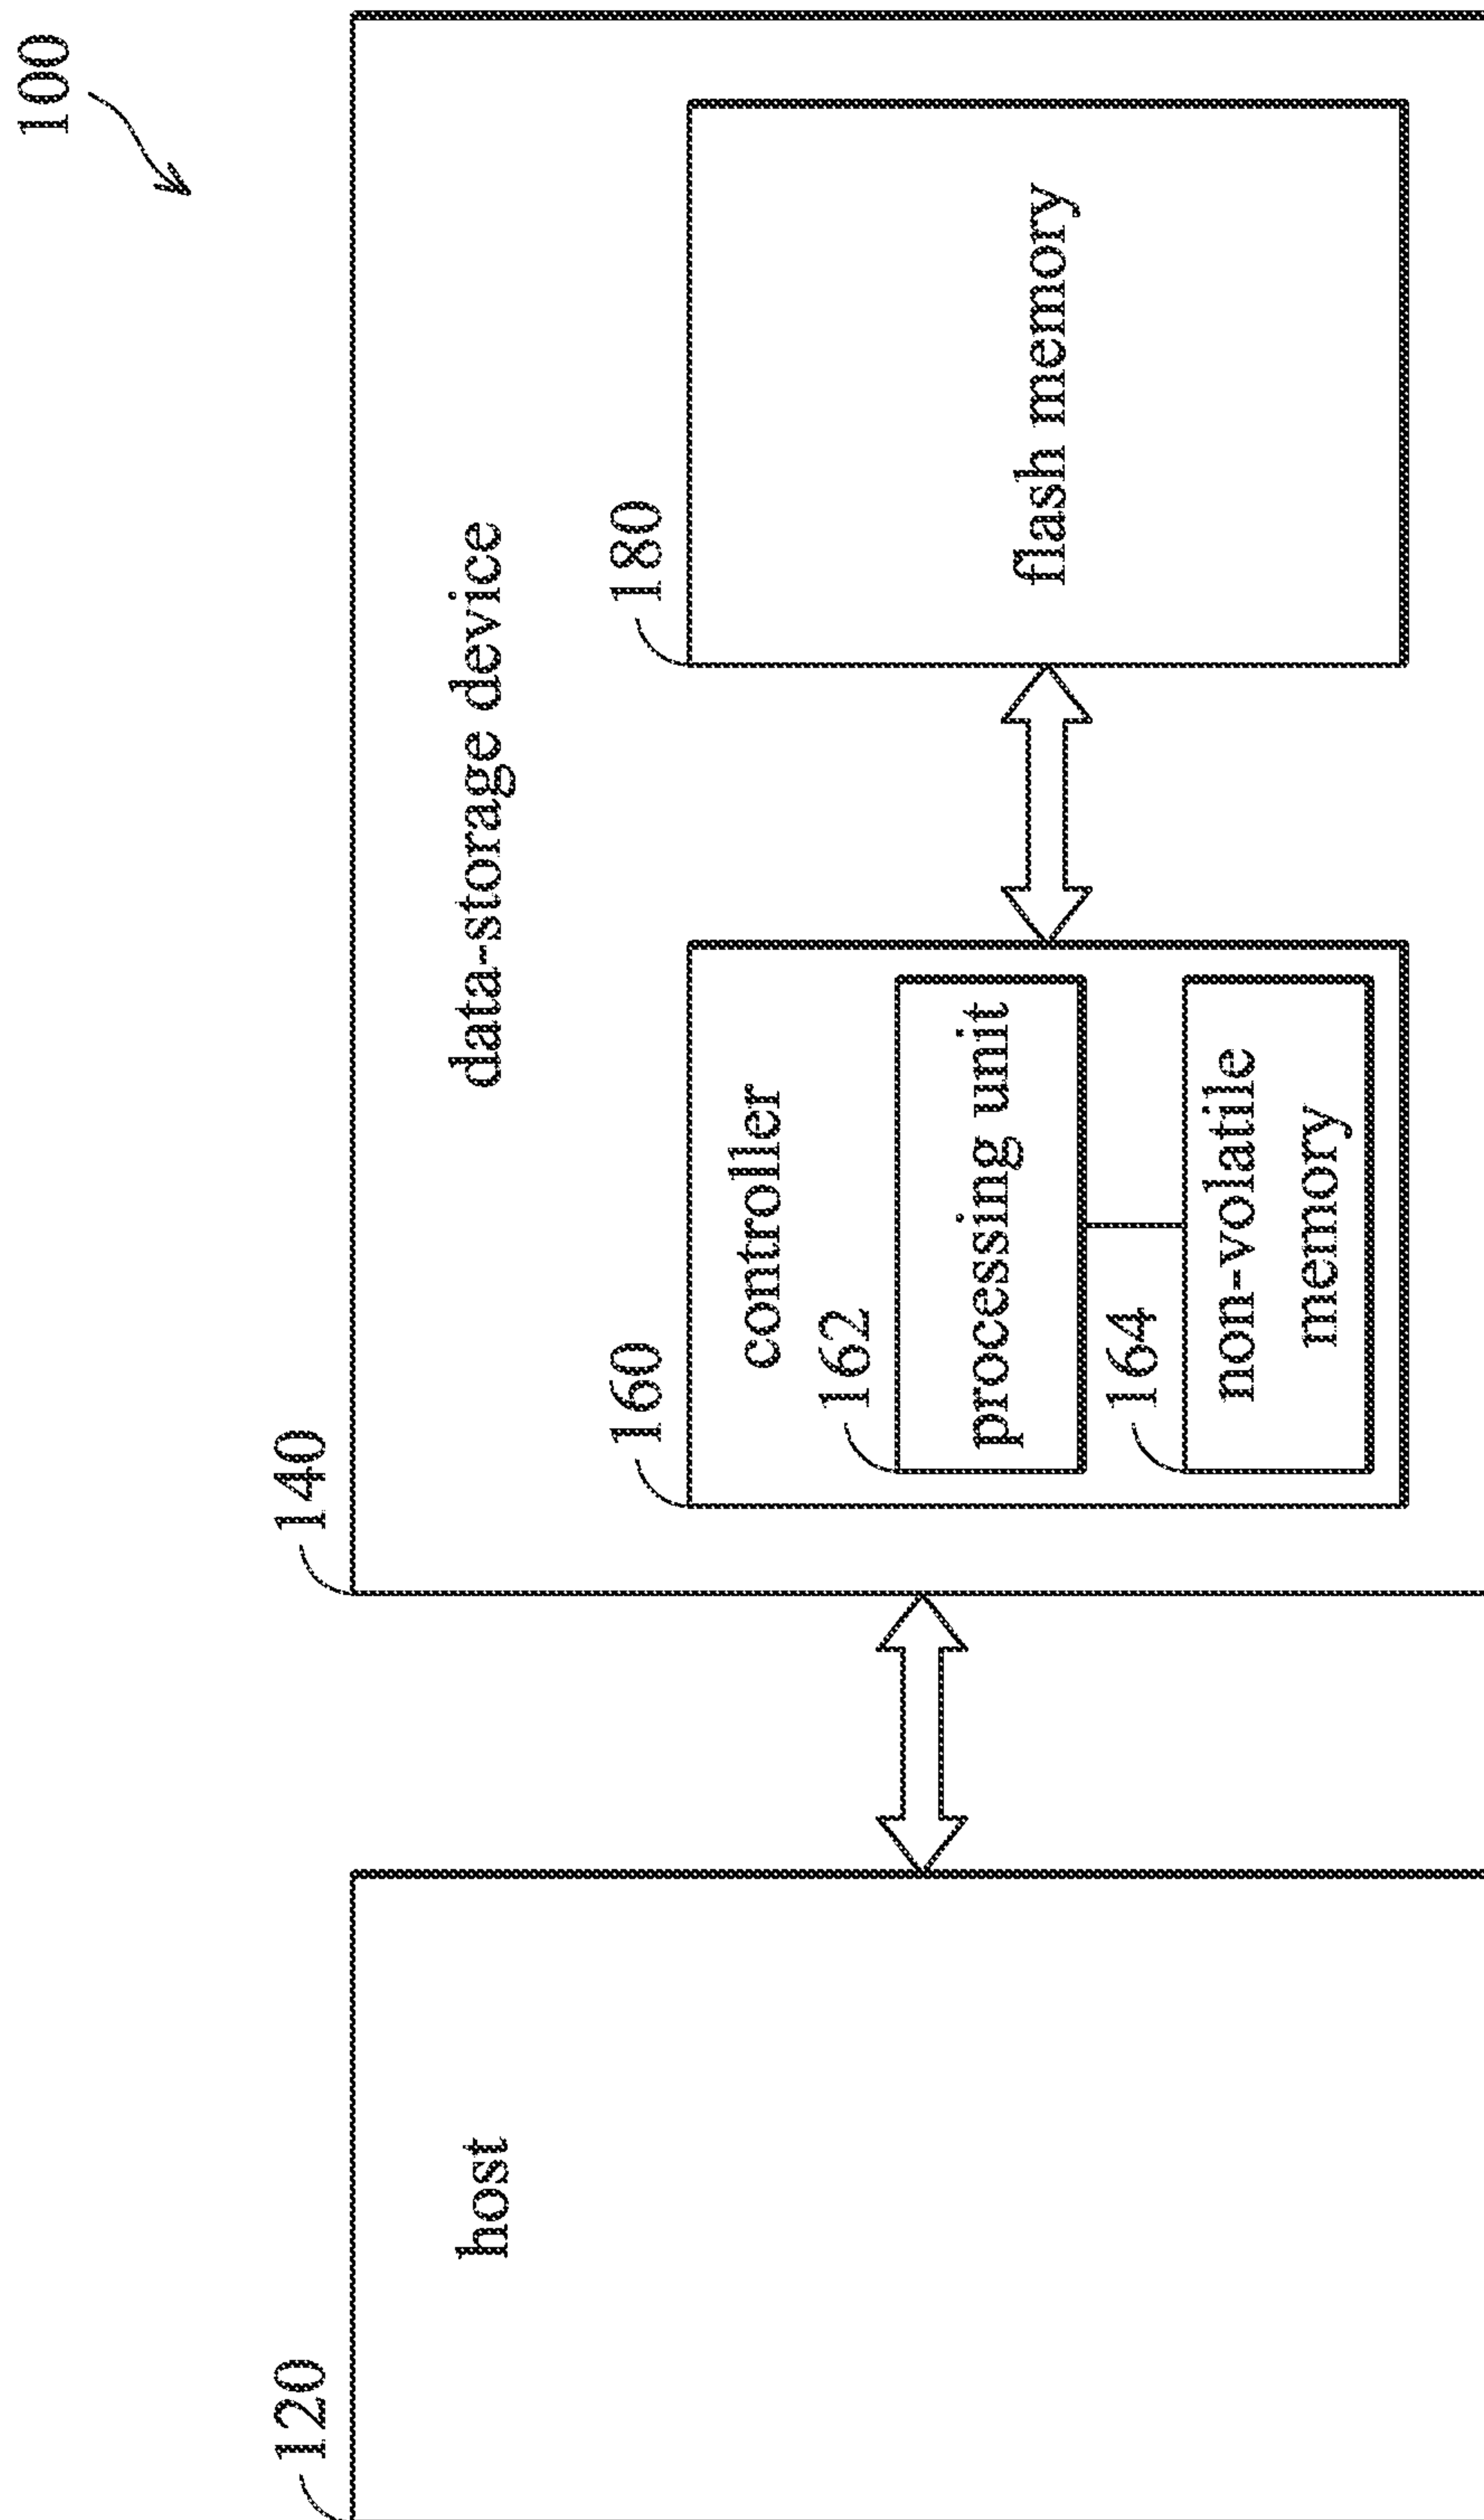 100
120
host
140
data-storage device
160
controller
162
processing unit
164
non-volatile
memory
180
flash memory